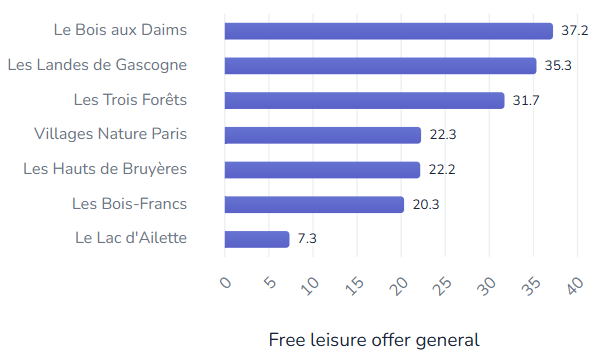 Le Bois aux Daims 37.2
Les Landes de Gascogne 35.3
Les Trois Forêts 31.7
Villages Nature Paris 22.3
Les Hauts de Bruyères 22.2
Les Bois-Francs 20.3
Le Lac d'Ailette 7.3
0 5 10 15 20 25 30 35 40
Free leisure offer general